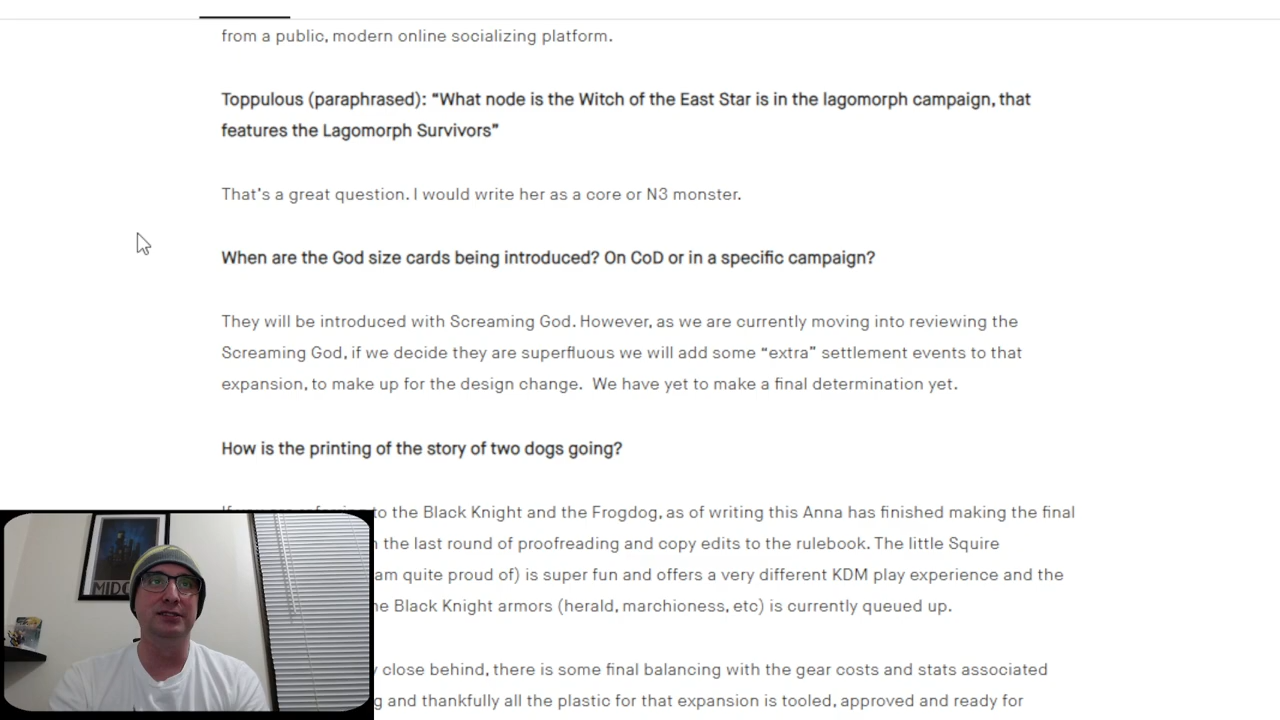 from a public, modern online socializing platform.
Toppulous (paraphrased): “What node is the Witch of the East Star is in the lagomorph campaign, that
features the Lagomorph Survivors”
That's a great question. I would write her as a core or N3 monster.
When are the God size cards being introduced? On CoD or in a specific campaign?
They will be introduced with Screaming God. However, as we are currently moving into reviewing the
Screaming God, if we decide they are superfluous we will add some “extra” settlement events to that
expansion, to make up for the design change.  We have yet to make a final determination yet.
How is the printing of the story of two dogs going?
to the Black Knight and the Frogdog, as of writing this Anna has finished making the final
the last round of proofreading and copy edits to the rulebook. The little Squire
am quite proud of) is super fun and offers a very different KDM play experience and the
Black Knight armors (herald, marchioness, etc) is currently queued up.
close behind, there is some final balancing with the gear costs and stats associated
and thankfully all the plastic for that expansion is tooled, approved and ready for